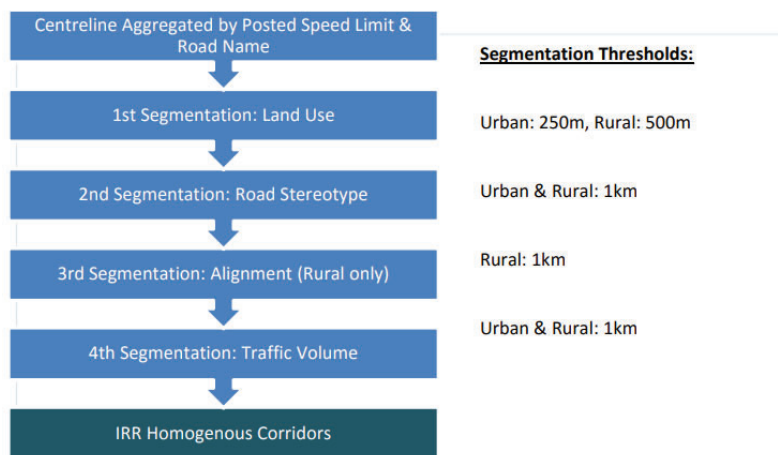 Centreline Aggregated by Posted Speed Limit &
Road Name
Segmentation Thresholds:
1st Segmentation: Land Use
Urban: 250m, Rural: 500m
2nd Segmentation: Road Stereotype
Urban & Rural: 1km
3rd Segmentation: Alignment (Rural only)
Rural: 1km
4th Segmentation: Traffic Volume
Urban & Rural: 1km
IRR Homogenous Corridors